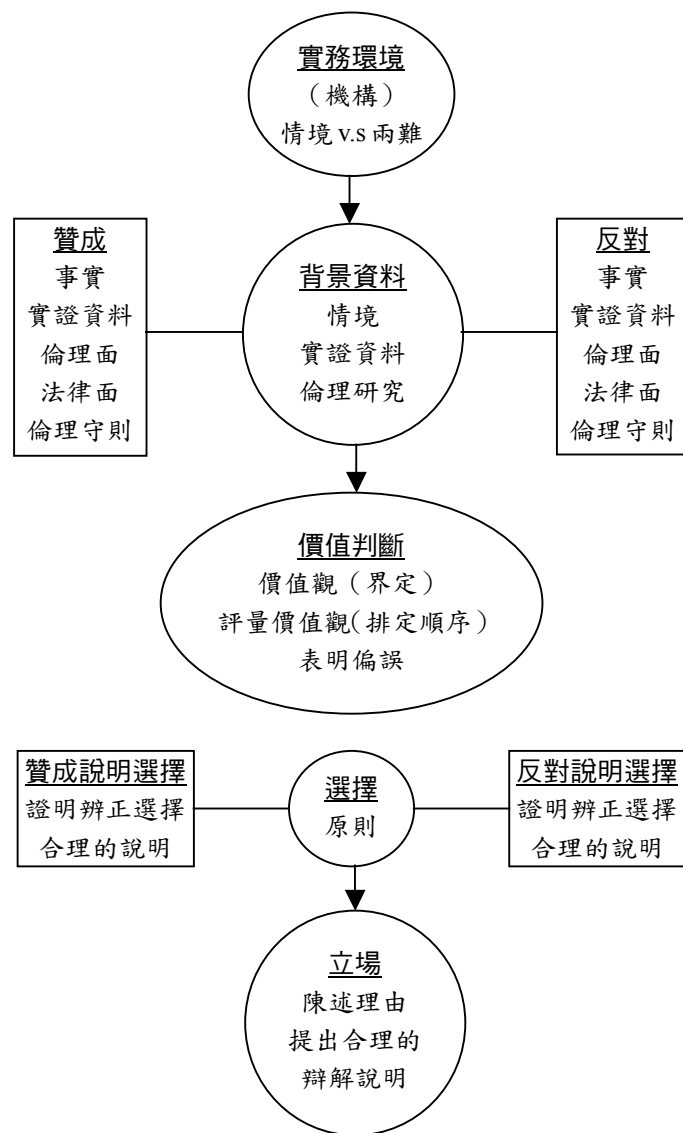 實務環境
（機構）
情境 v.s 兩難
贊成
事實
實證資料
倫理面
法律面
倫理守則
背景資料
情境
實證資料
倫理研究
反對
事實
實證資料
倫理面
法律面
倫理守則
價值判斷
價值觀（界定）
評量價值觀(排定順序）
表明偏誤
贊成說明選擇
證明辨正選擇
合理的說明
選擇
原則
反對說明選擇
證明辨正選擇
合理的說明
立場
陳述理由
提出合理的
辯解說明